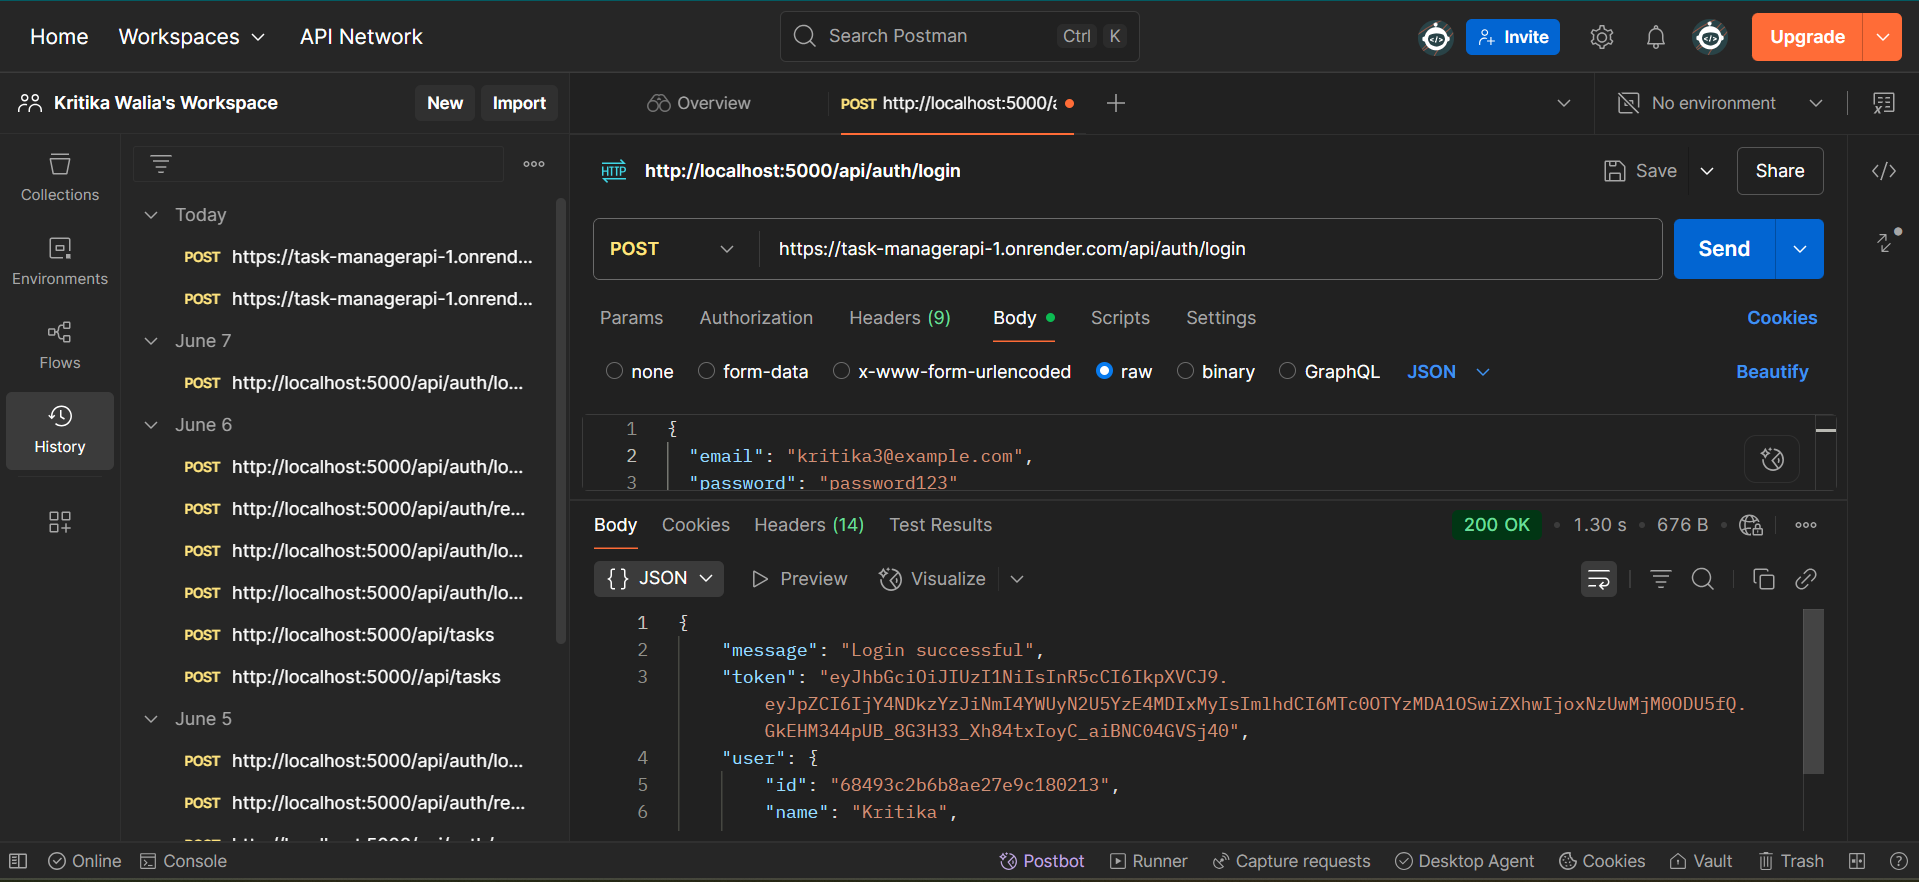 Home Workspaces API Network Search Postman Ctrl K Invite Upgrade
Kritika Walia's Workspace New Import Overview POST http://localhost:5000/a No environment
Collections
Environments
Flows
History
Today
POST https://task-managerapi-1.onrend...
POST https://task-managerapi-1.onrend...
June 7
POST http://localhost:5000/api/auth/lo...
June 6
POST http://localhost:5000/api/auth/lo...
POST http://localhost:5000/api/auth/re...
POST http://localhost:5000/api/auth/lo...
POST http://localhost:5000/api/auth/lo...
POST http://localhost:5000/api/tasks
POST http://localhost:5000//api/tasks
June 5
POST http://localhost:5000/api/auth/lo...
POST http://localhost:5000/api/auth/re...
HTTP http://localhost:5000/api/auth/login Save Share
POST https://task-managerapi-1.onrender.com/api/auth/login Send
Params Authorization Headers (9) Body Scripts Settings Cookies
none form-data x-www-form-urlencoded raw binary GraphQL JSON Beautify
1 {
2 "email": "kritika3@example.com",
3 "password": "password123"
Body Cookies Headers (14) Test Results 200 OK • 1.30 s • 676 B
{} JSON Preview Visualize
1 {
2 "message": "Login successful",
3 "token": "eyJhbGciOiJIUzI1NiIsInR5cCI6IkpXVCJ9.
eyJpZCI6IjY4NDkzYzJiNmI4YWUyN2U5YzE4MDIxMyIsImlhdCI6MTc0OTYzMDA1OSwiZXhwIjoxNzUwMjM0ODU5fQ.
GkEHM344pUB_8G3H33_Xh84txIoyC_aiBNC04GVSj40",
4 "user": {
5 "id": "68493c2b6b8ae27e9c180213",
6 "name": "Kritika",
Online Console Postbot Runner Capture requests Desktop Agent Cookies Vault Trash